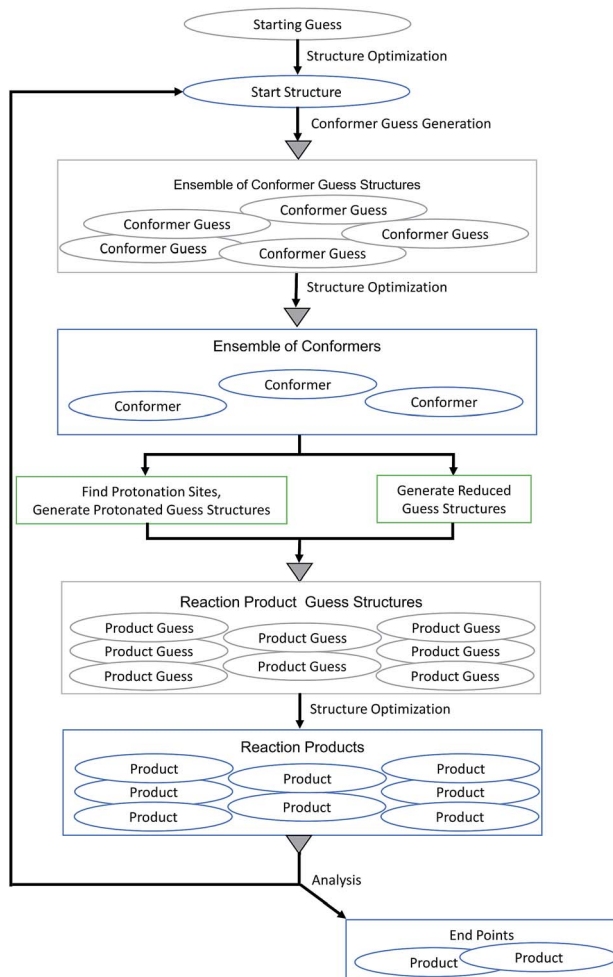 Starting Guess
Structure Optimization
Start Structure
Conformer Guess Generation
Ensemble of Conformer Guess Structures
Conformer Guess
Conformer Guess
Conformer Guess
Conformer Guess
Conformer Guess
Structure Optimization
Ensemble of Conformers
Conformer
Conformer
Conformer
Find Protonation Sites,
Generate Protonated Guess Structures
Generate Reduced
Guess Structures
Reaction Product Guess Structures
Product Guess
Product Guess
Product Guess
Product Guess
Product Guess
Product Guess
Product Guess
Product Guess
Structure Optimization
Reaction Products
Product
Product
Product
Product
Product
Product
Product
Product
Analysis
End Points
Product
Product